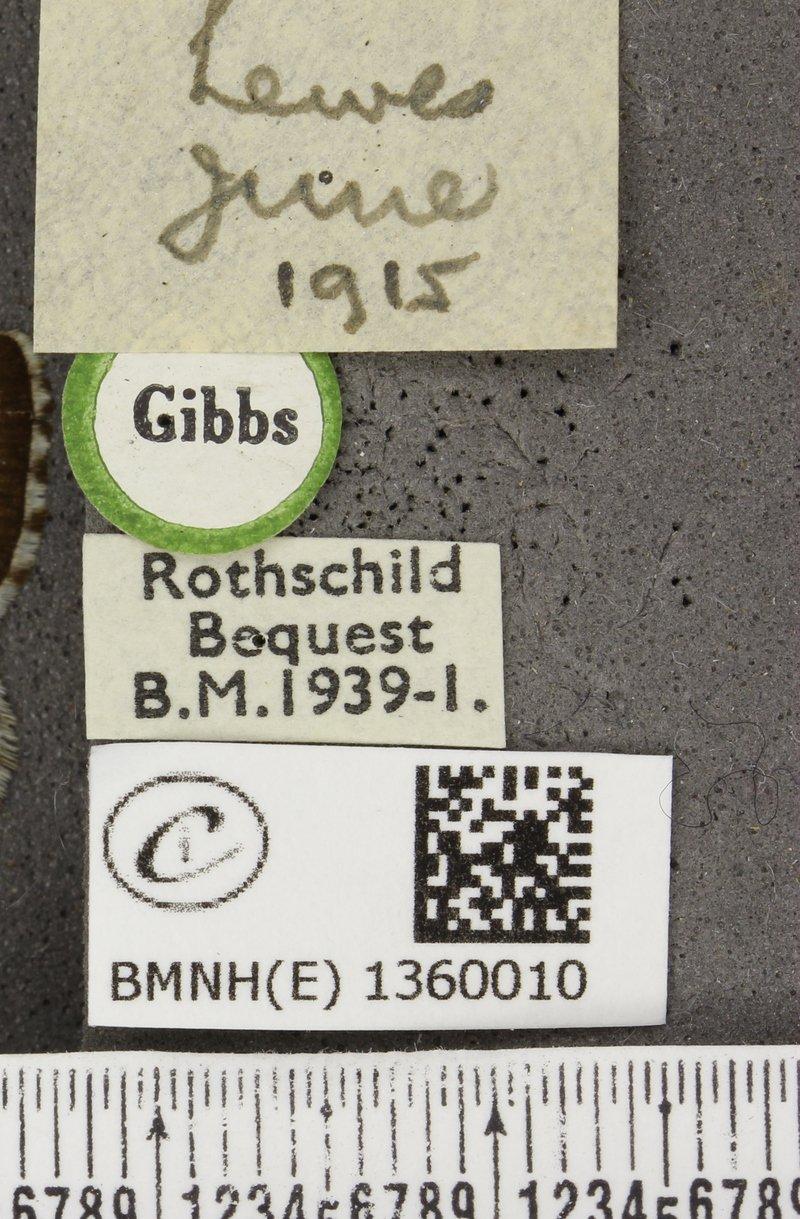 Lewes
June
1915
Gibbs
Rothschild
Bequest
B.M.1939-1.
BMNH(E) 1360010
6789 123456789 123456789